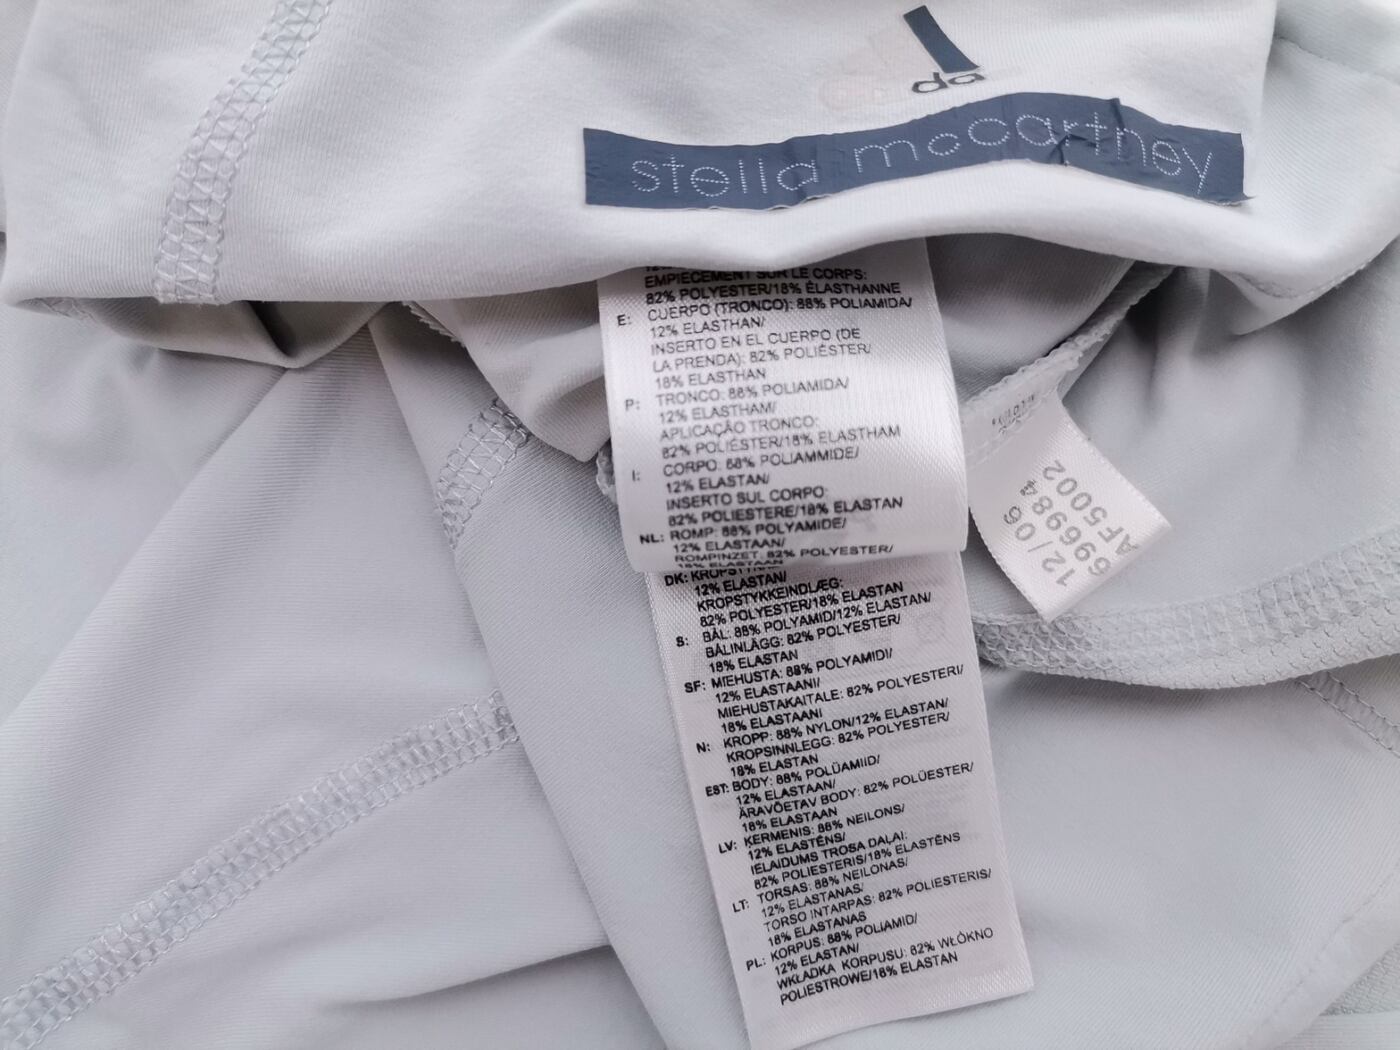 da
stella mccartney
EMPIECEMENT SUR LE CORPS:
82% POLYESTER/18% ÉLASTHANNE
E: CUERPO (TRONCO): 88% POLIAMIDA/
12% ELASTHAN/
INSERTO EN EL CUERPO (DE
LA PRENDA): 82% POLIÉSTER/
18% ELASTHAN
P: TRONCO: 88% POLIAMIDA/
12% ELASTHAM/
APLICAÇÃO TRONCO:
82% POLIÉSTER/18% ELASTHAM
I: CORPO: 88% POLIAMMIDE/
12% ELASTAN/
INSERTO SUL CORPO:
82% POLIESTERE/18% ELASTAN
NL: ROMP: 88% POLYAMIDE/
12% ELASTAAN/
ROMPINZET: 82% POLYESTER/
18% ELASTAAN
DK:
12% ELASTAN/
KROPSTYKKEINDLÆG:
82% POLYESTER/18% ELASTAN
S: BÅL: 88% POLYAMID/12% ELASTAN/
BÅLINLÄGG: 82% POLYESTER/
18% ELASTAN
SF: MIEHUSTA: 88% POLYAMIDI/
12% ELASTAANI/
MIEHUSTAKAITALE: 82% POLYESTERI/
18% ELASTAANI
N: KROPP: 88% NYLON/12% ELASTAN/
KROPSINNLEGG: 82% POLYESTER/
18% ELASTAN
EST: BODY: 88% POLÜAMIID/
12% ELASTAAN/
ÄRAVÕETAV BODY: 82% POLÜESTER/
18% ELASTAAN
LV: ĶERMENIS: 88% NEILONS/
12% ELASTĒNS/
IELAIDUMS TROSA DAĻAI:
82% POLIESTERIS/18% ELASTĒNS
LT: TORSAS: 88% NEILONAS/
12% ELASTANAS/
TORSO INTARPAS: 82% POLIESTERIS/
18% ELASTANAS
PL: KORPUS: 88% POLIAMID/
12% ELASTAN/
WKŁADKA KORPUSU: 82% WŁÓKNO
POLIESTROWE/18% ELASTAN
12/06
696984
AF5002